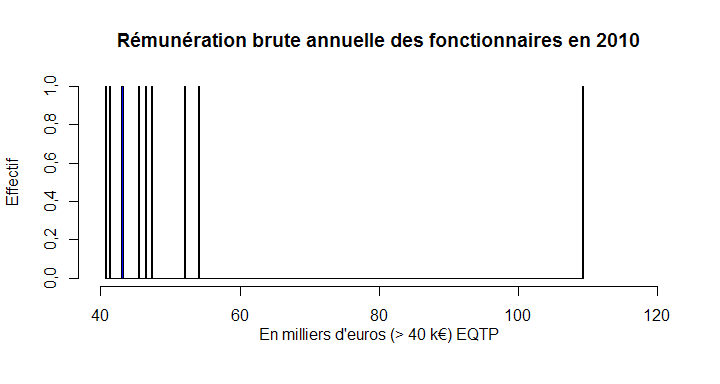 Rémunération brute annuelle des fonctionnaires en 2010
Effectif
1,0
0,8
0,6
0,4
0,2
0,0
40 60 80 100 120
En milliers d'euros (> 40 k€) EQTP